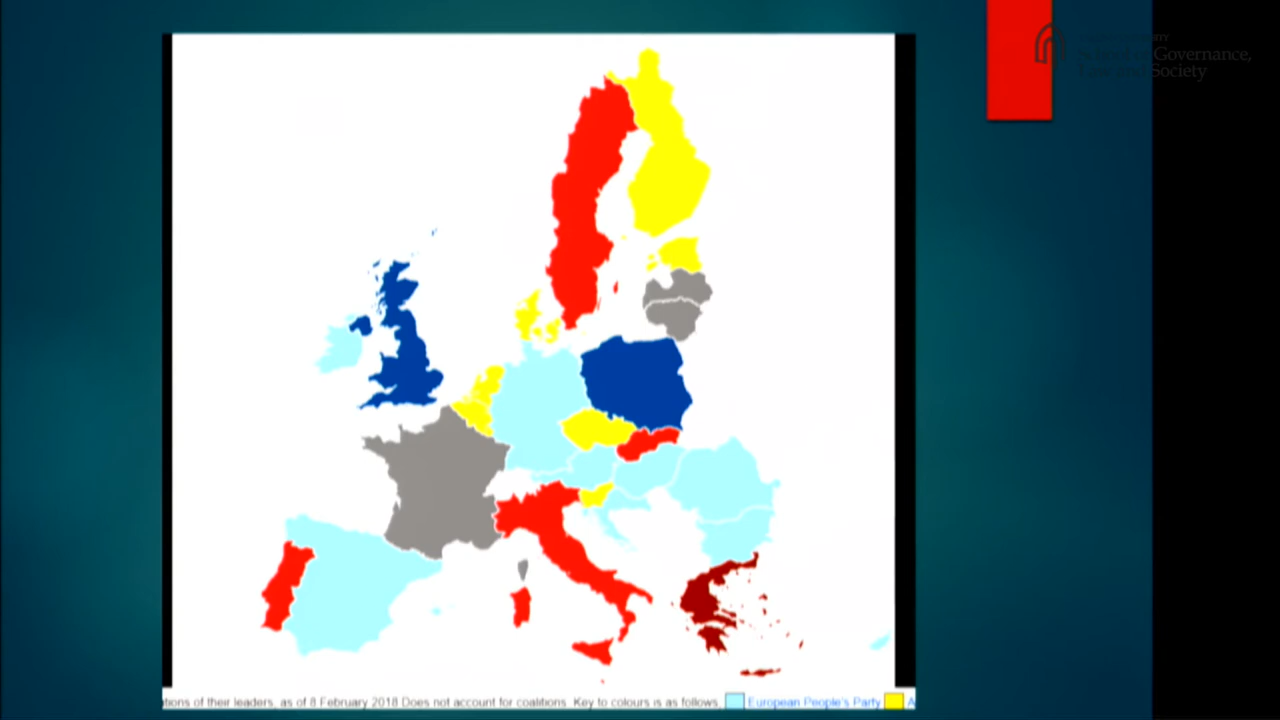 School of Governance,
Law and Society
tions of their leaders, as of 8 February 2018 Does not account for coalitions. Key to colours is as follows, European People's Party A